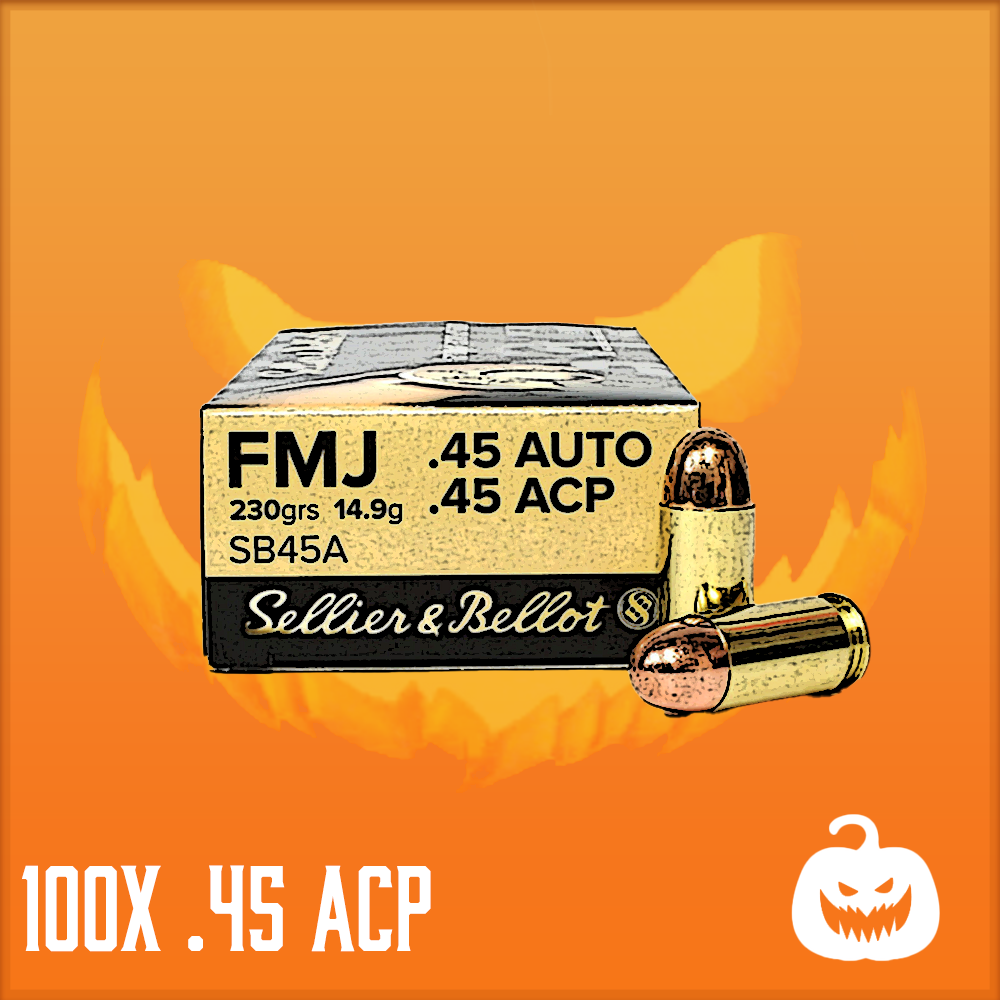 FMJ .45 AUTO
.45 ACP
230grs 14.9g
SB45A
Sellier & Bellot
100X .45 ACP